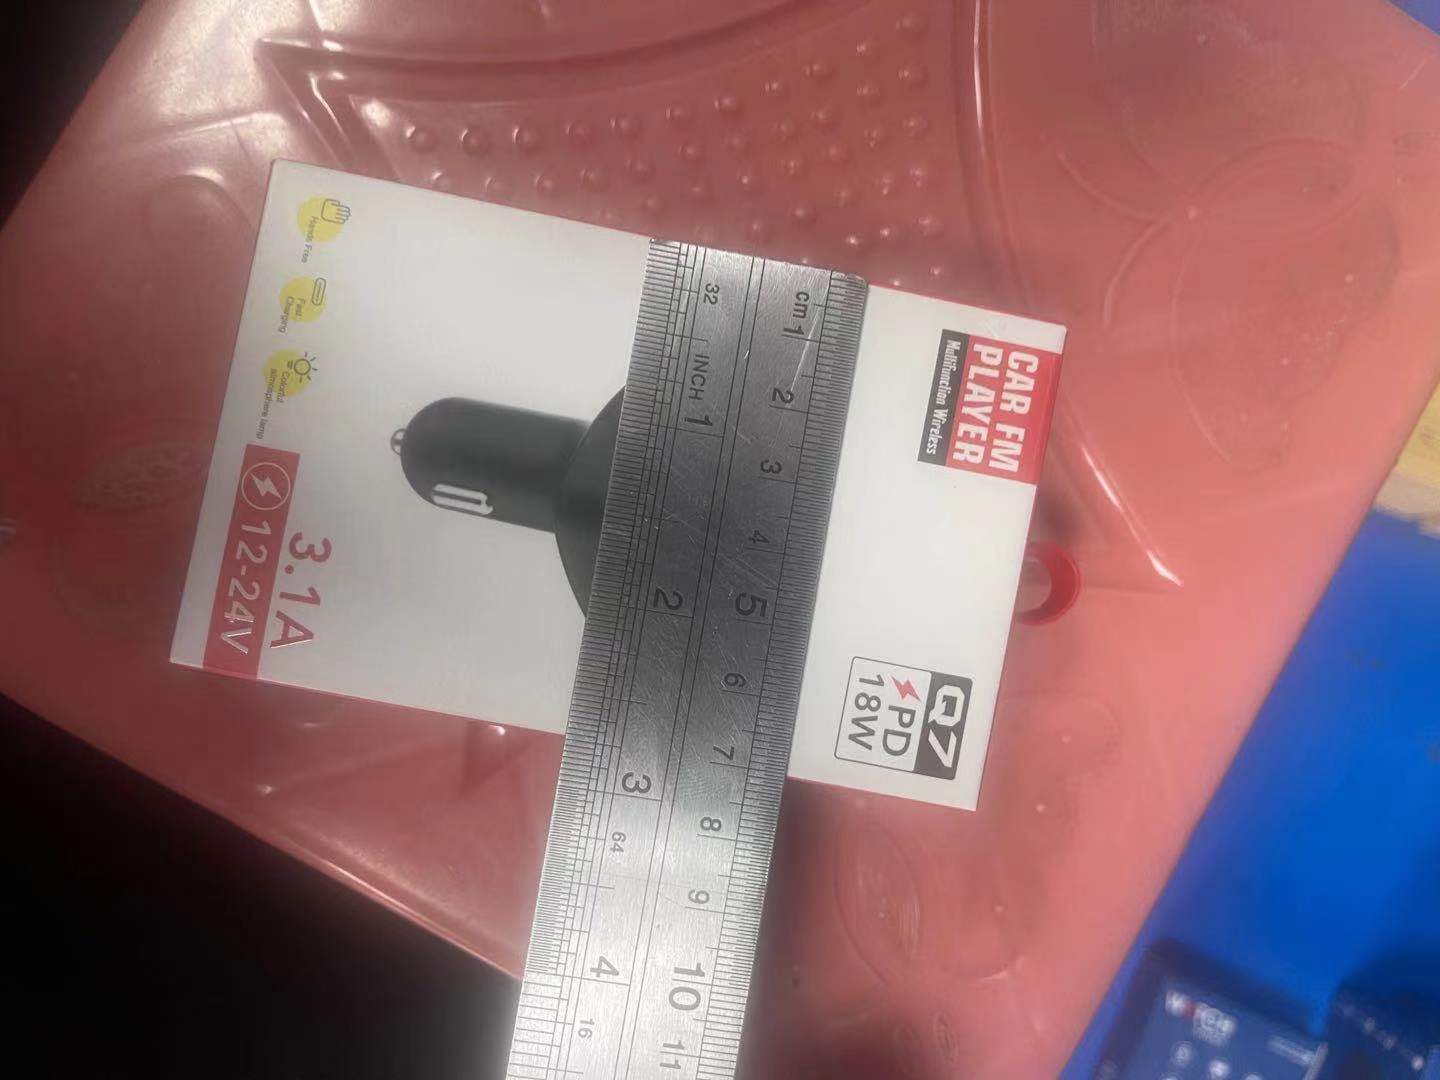 CAR FM
PLAYER
Multifunction Wireless
Q7
PD
18W
Hands Free
Fast
Charging
Colorful
atmosphere lamp
3.1A
12-24V
cm 1 2 3 4 5 6 7 8 9 10 11
32 INCH 1 2 3 64 4 16